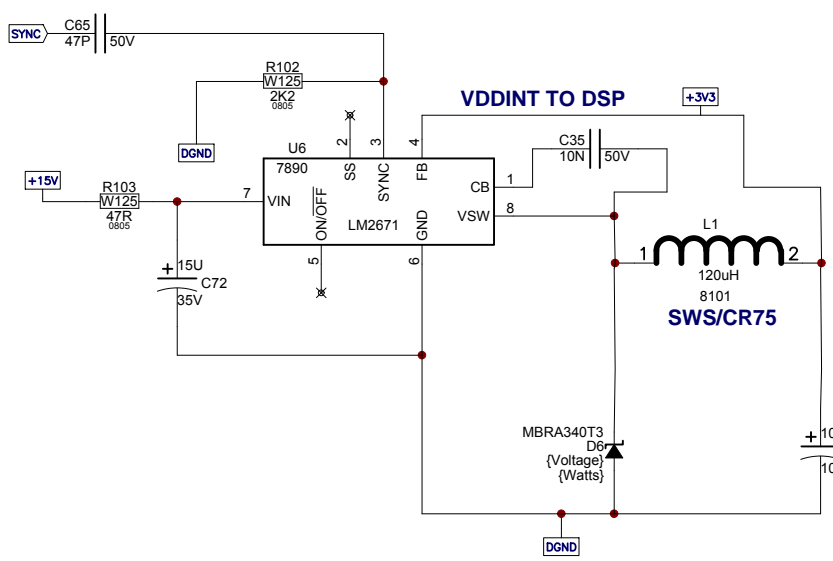 SYNC
C65
47P
50V
R102
W125
2K2
0805
DGND
VDDINT TO DSP
+3V3
C35
10N
50V
U6
7890
2
3
4
SS
SYNC
FB
CB
1
+15V
R103
W125
47R
0805
7
VIN
ON/OFF
LM2671
GND
VSW
8
5
6
L1
1
2
120uH
8101
SWS/CR75
+
15U
C72
35V
MBRA340T3
D6
{Voltage}
{Watts}
+
10
10
DGND